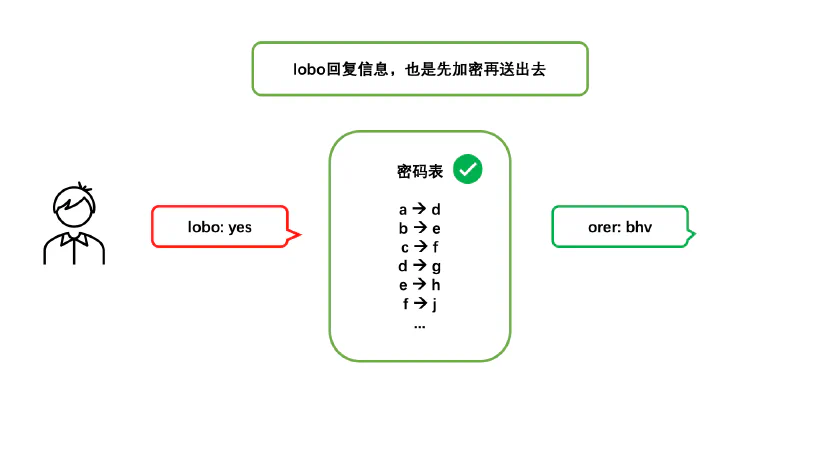 lobo回复信息，也是先加密再送出去
密码表
lobo: yes
orer: bhv
a → d
b → e
c → f
d → g
e → h
f → j
...